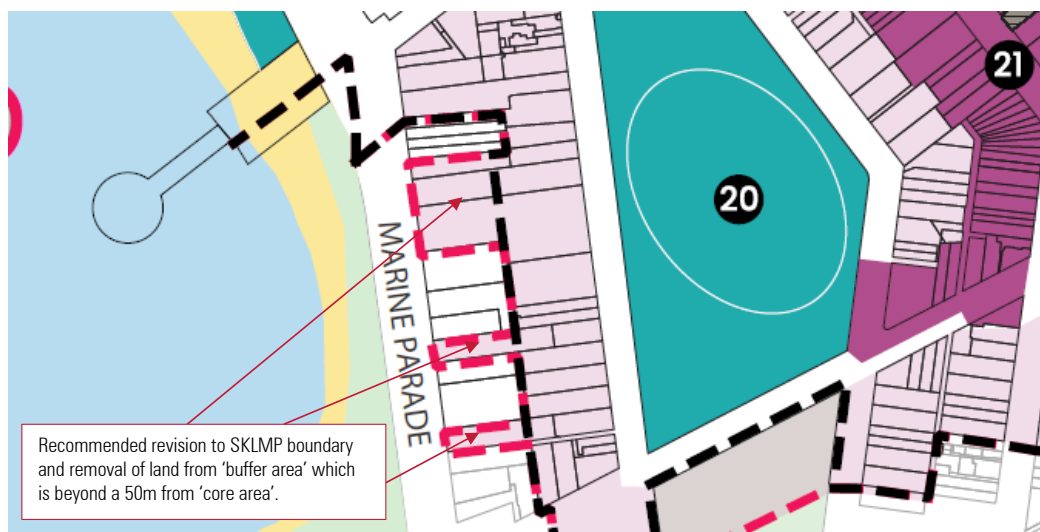 21
20
MARINE PARADE
Recommended revision to SKLMP boundary
and removal of land from ‘buffer area’ which
is beyond a 50m from ‘core area’.